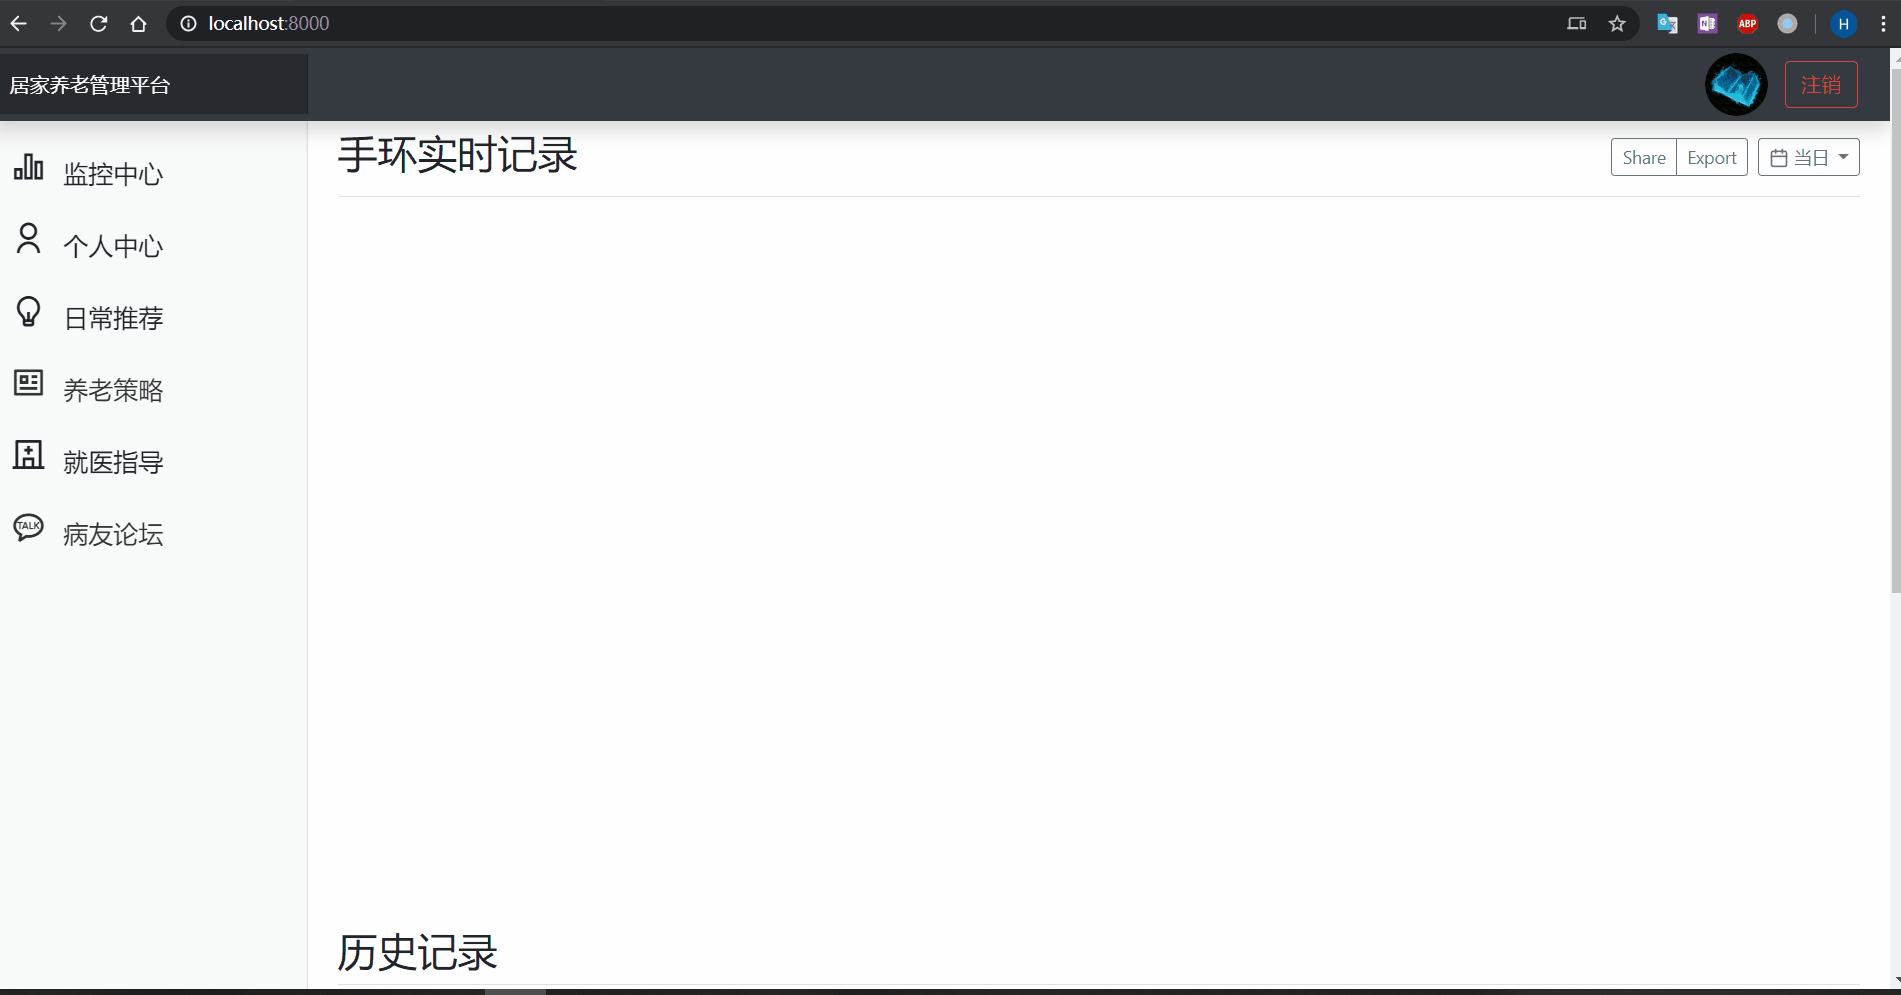 localhost:8000
ABP
H
居家养老管理平台
注销
手环实时记录
Share
Export
当日
监控中心
个人中心
日常推荐
养老策略
就医指导
TALK
病友论坛
历史记录